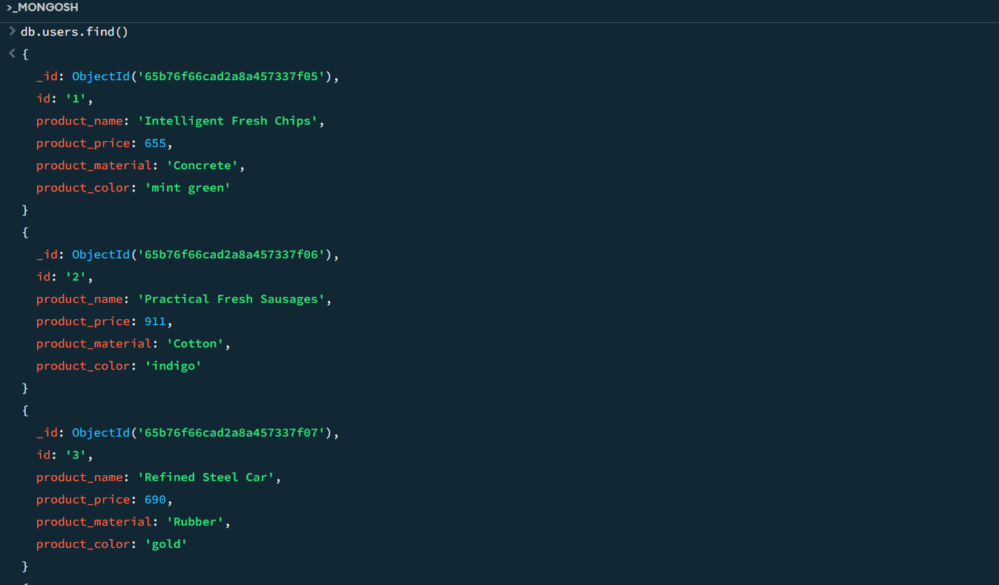 >_MONGOSH
> db.users.find()
< {
_id: ObjectId('65b76f66cad2a8a457337f05'),
id: '1',
product_name: 'Intelligent Fresh Chips',
product_price: 655,
product_material: 'Concrete',
product_color: 'mint green'
}
{
_id: ObjectId('65b76f66cad2a8a457337f06'),
id: '2',
product_name: 'Practical Fresh Sausages',
product_price: 911,
product_material: 'Cotton',
product_color: 'indigo'
}
{
_id: ObjectId('65b76f66cad2a8a457337f07'),
id: '3',
product_name: 'Refined Steel Car',
product_price: 690,
product_material: 'Rubber',
product_color: 'gold'
}